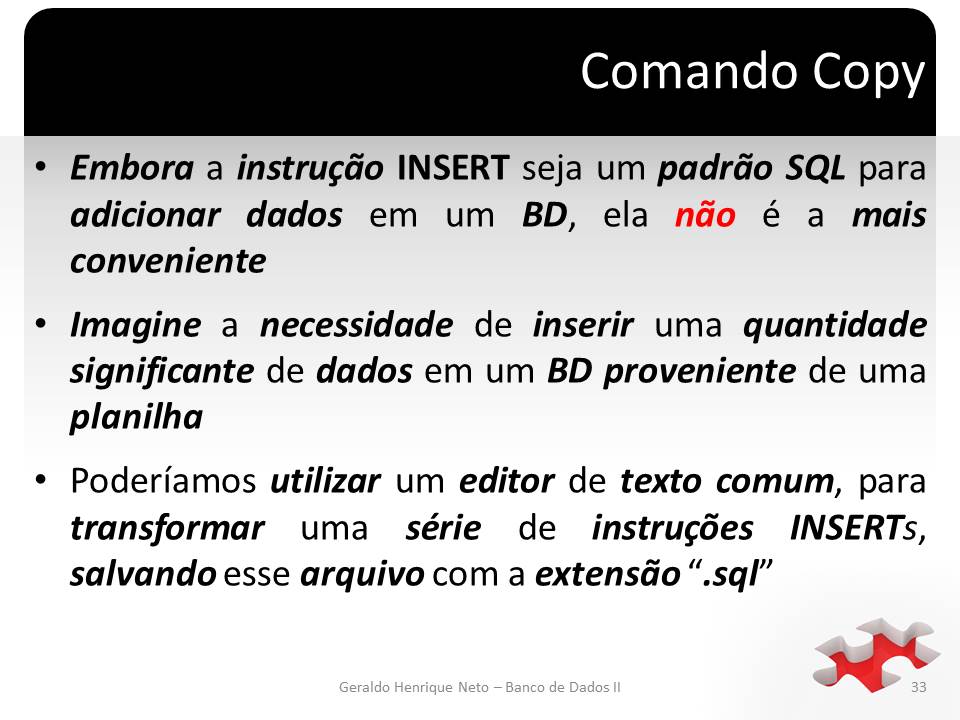 Comando Copy
• Embora a instrução INSERT seja um padrão SQL para
adicionar dados em um BD, ela não é a mais
conveniente
• Imagine a necessidade de inserir uma quantidade
significante de dados em um BD proveniente de uma
planilha
• Poderíamos utilizar um editor de texto comum, para
transformar uma série de instruções INSERTs,
salvando esse arquivo com a extensão “.sql”
Geraldo Henrique Neto – Banco de Dados II
33